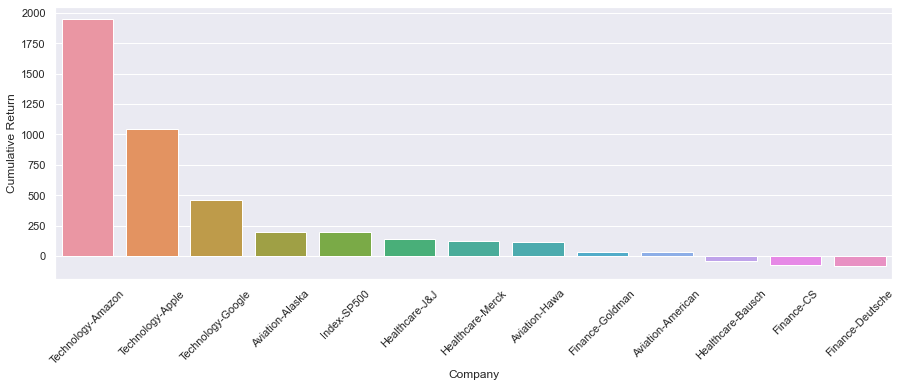 2000
1750
1500
1250
1000
750
500
250
0
Cumulative Return
Technology-Amazon
Technology-Apple
Technology-Google
Aviation-Alaska
Index-SP500
Healthcare-J&J
Healthcare-Merck
Aviation-Hawa
Finance-Goldman
Aviation-American
Healthcare-Bausch
Finance-CS
Finance-Deutsche
Company